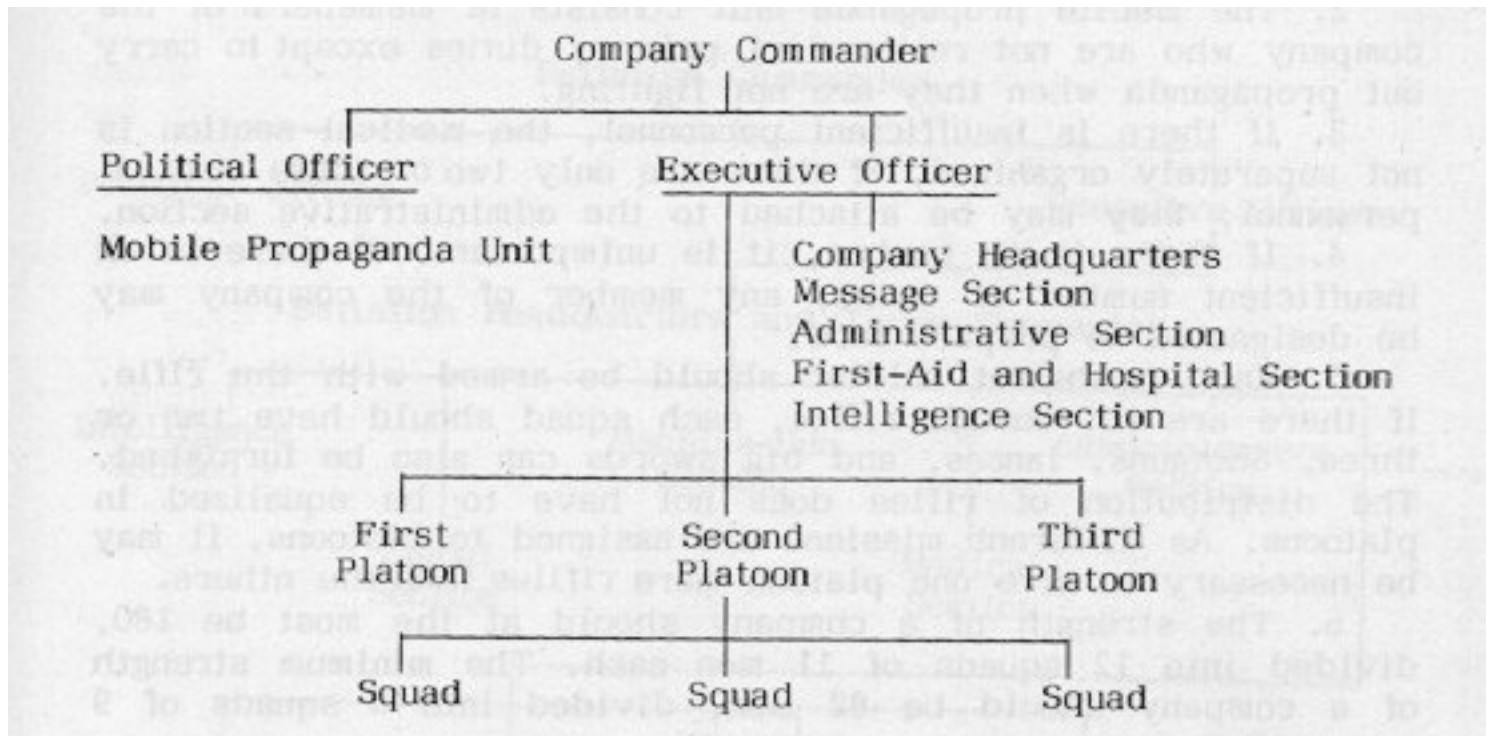 Company Commander
Political Officer Executive Officer
Mobile Propaganda Unit
Company Headquarters
Message Section
Administrative Section
First-Aid and Hospital Section
Intelligence Section
First Second Third
Platoon Platoon Platoon
Squad Squad Squad